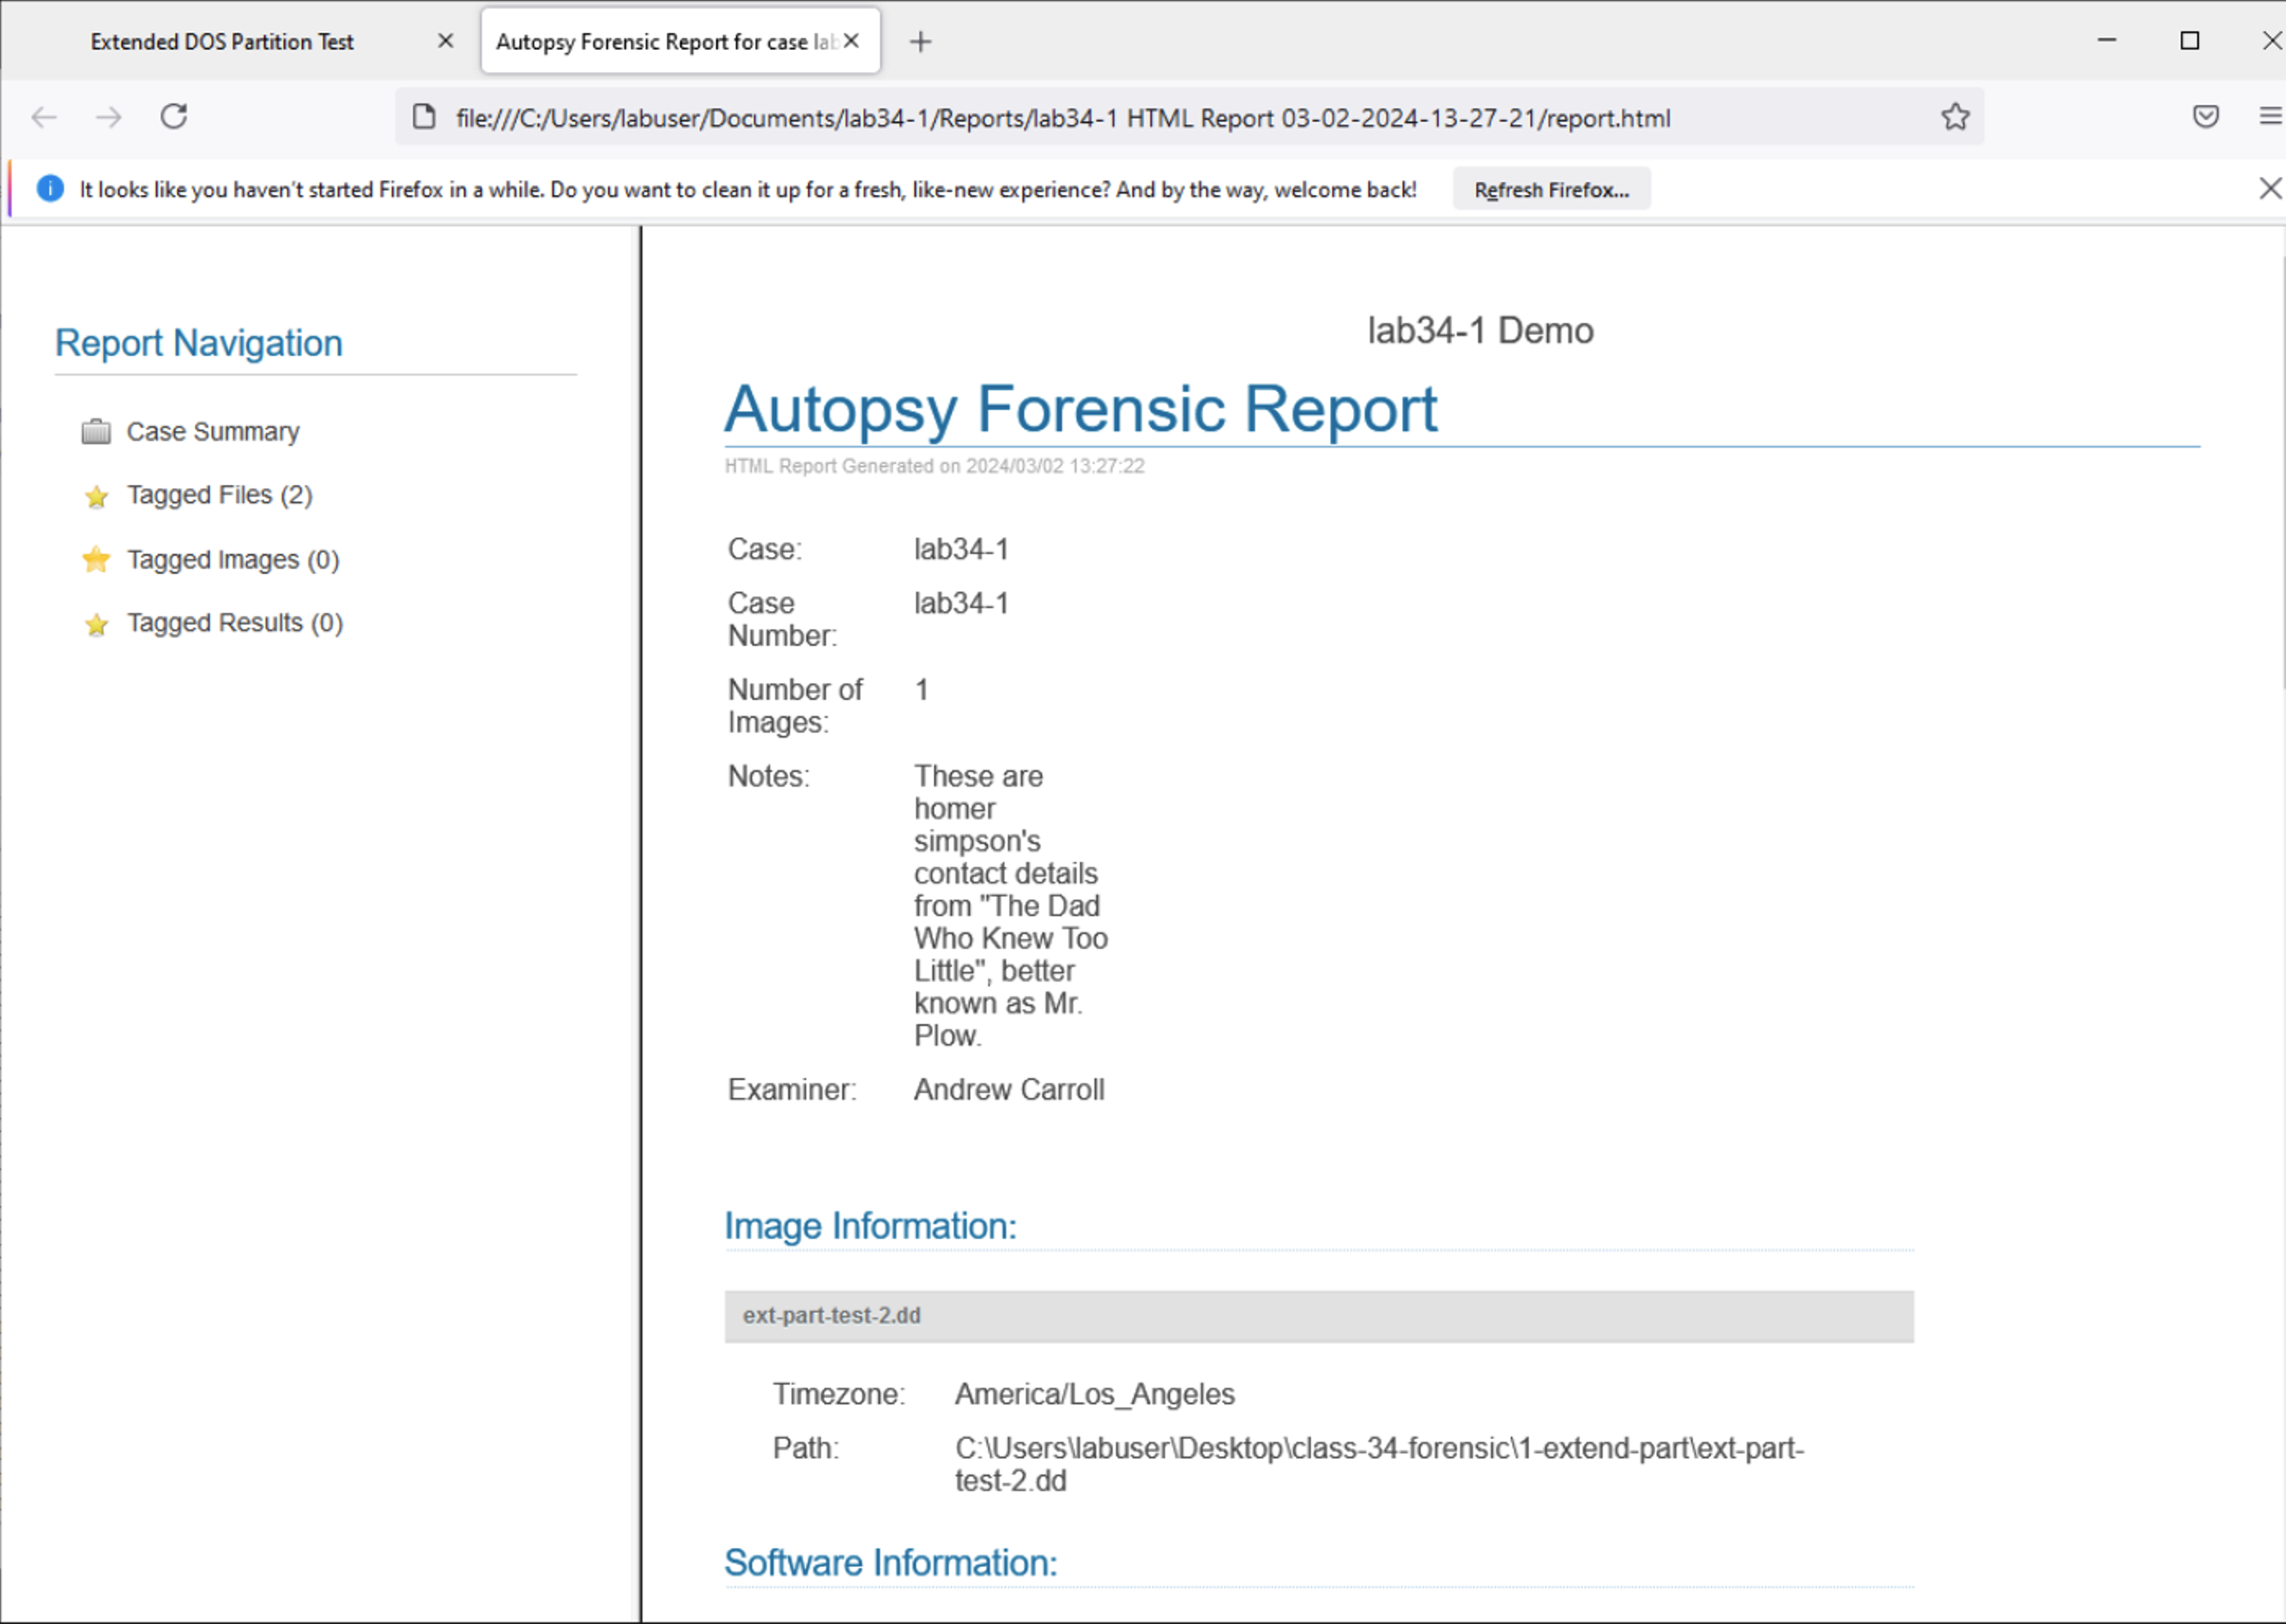 Extended DOS Partition Test
Autopsy Forensic Report for case lab
file:///C:/Users/labuser/Documents/lab34-1/Reports/lab34-1 HTML Report 03-02-2024-13-27-21/report.html
It looks like you haven't started Firefox in a while. Do you want to clean it up for a fresh, like-new experience? And by the way, welcome back!
Refresh Firefox...
Report Navigation
Case Summary
Tagged Files (2)
Tagged Images (0)
Tagged Results (0)
lab34-1 Demo
Autopsy Forensic Report
HTML Report Generated on 2024/03/02 13:27:22
Case: lab34-1
Case lab34-1
Number:
Number of 1
Images:
Notes: These are
homer
simpson's
contact details
from "The Dad
Who Knew Too
Little", better
known as Mr.
Plow.
Examiner: Andrew Carroll
Image Information:
ext-part-test-2.dd
Timezone: America/Los_Angeles
Path: C:\Users\labuser\Desktop\class-34-forensic\1-extend-part\ext-part-
test-2.dd
Software Information: